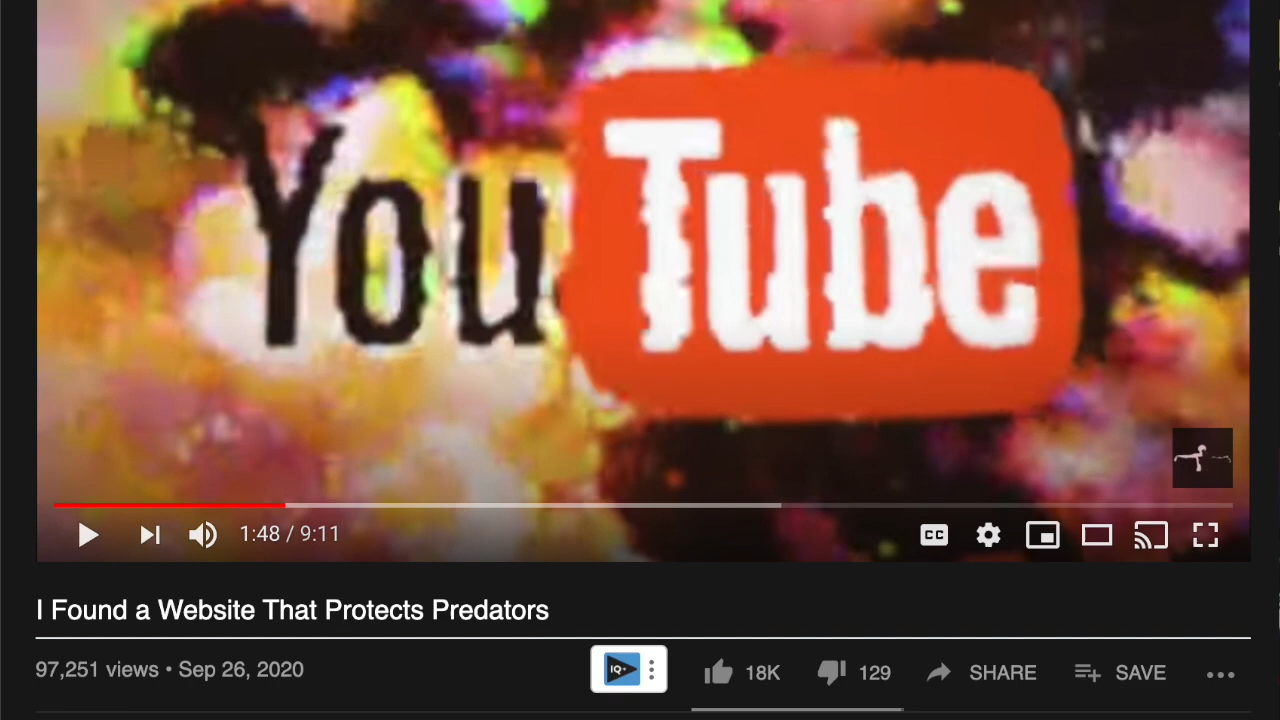 YouTube
CC
1:48 / 9:11
I Found a Website That Protects Predators
97,251 views • Sep 26, 2020
IQ+
18K
129
SHARE
SAVE